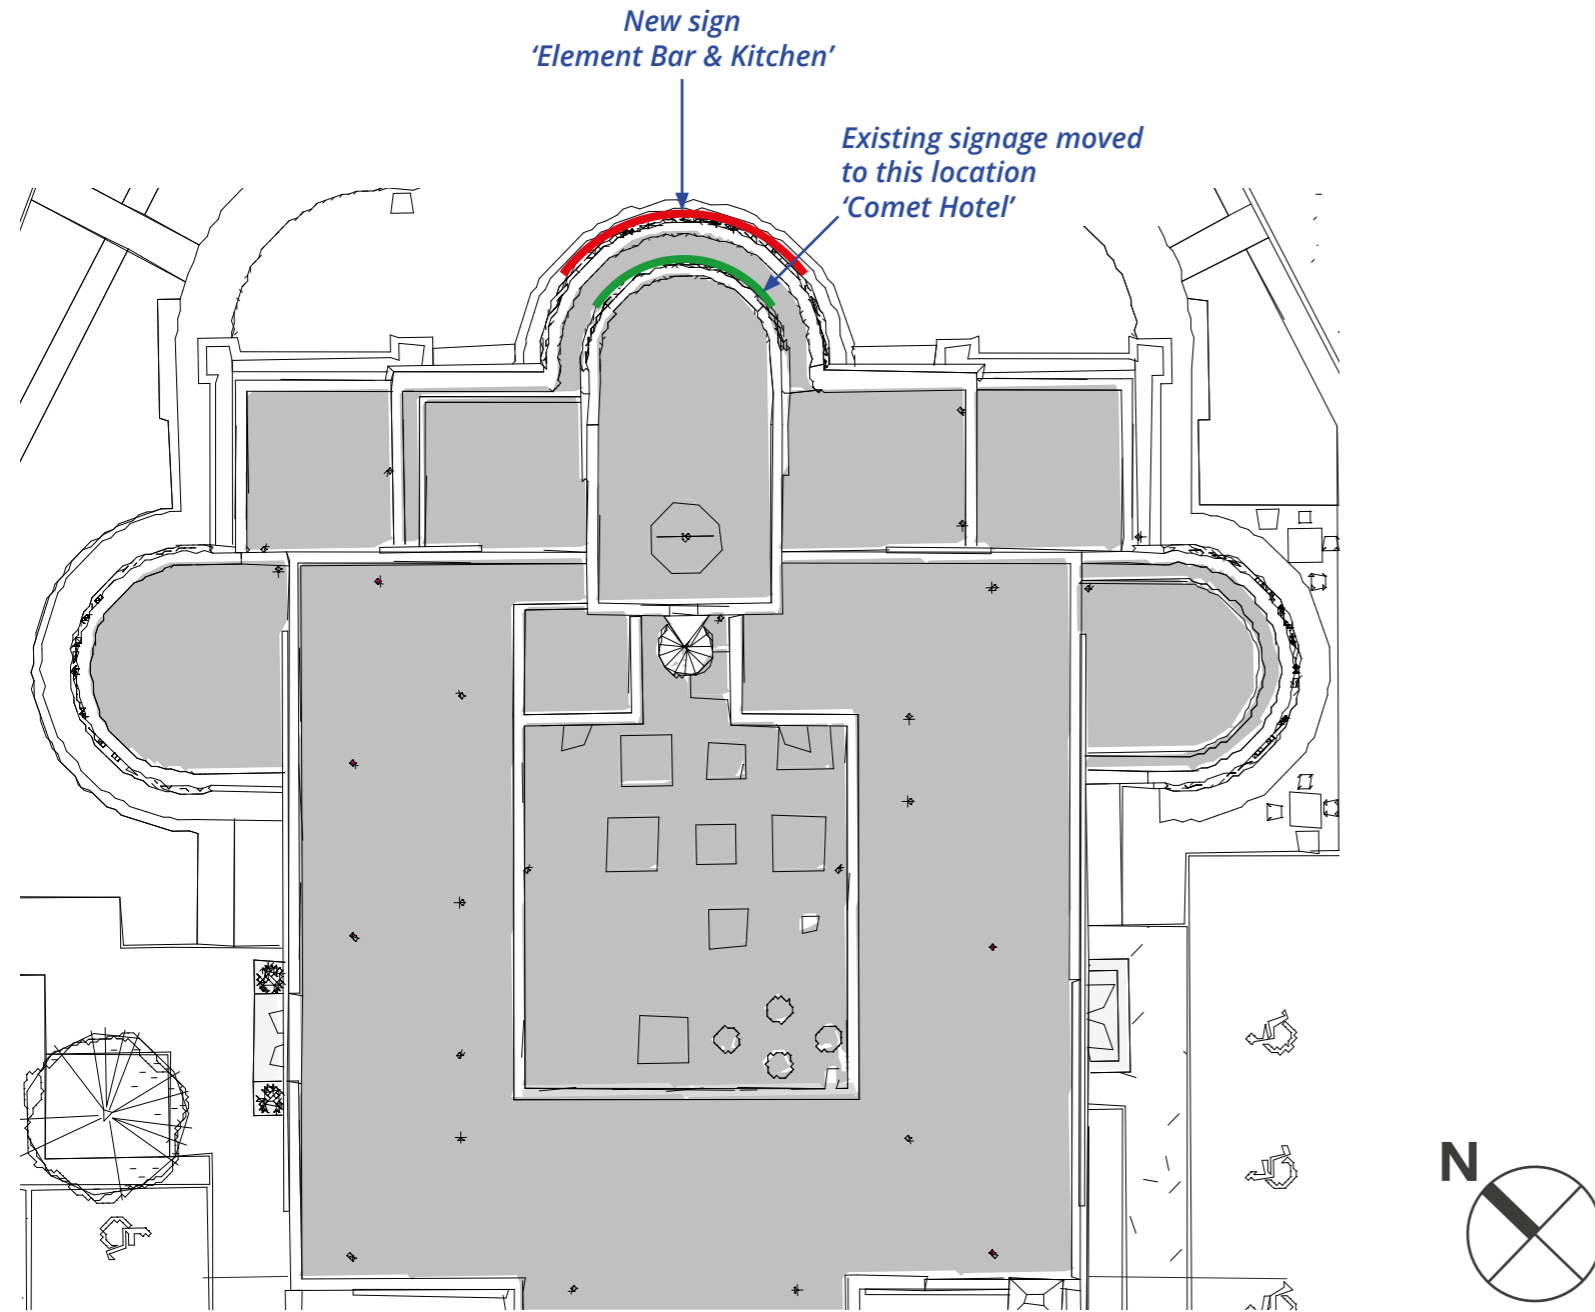 New sign
‘Element Bar & Kitchen’
Existing signage moved
to this location
‘Comet Hotel’
N